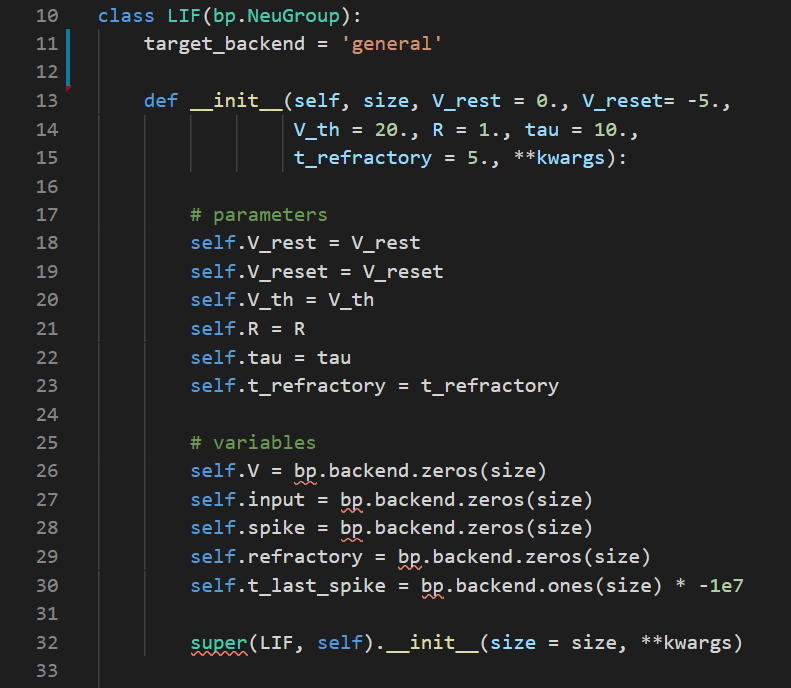 10 class LIF(bp.NeuGroup):
11     target_backend = 'general'
12
13     def __init__(self, size, V_rest = 0., V_reset= -5.,
14                  V_th = 20., R = 1., tau = 10.,
15                  t_refractory = 5., **kwargs):
16
17         # parameters
18         self.V_rest = V_rest
19         self.V_reset = V_reset
20         self.V_th = V_th
21         self.R = R
22         self.tau = tau
23         self.t_refractory = t_refractory
24
25         # variables
26         self.V = bp.backend.zeros(size)
27         self.input = bp.backend.zeros(size)
28         self.spike = bp.backend.zeros(size)
29         self.refractory = bp.backend.zeros(size)
30         self.t_last_spike = bp.backend.ones(size) * -1e7
31
32         super(LIF, self).__init__(size = size, **kwargs)
33